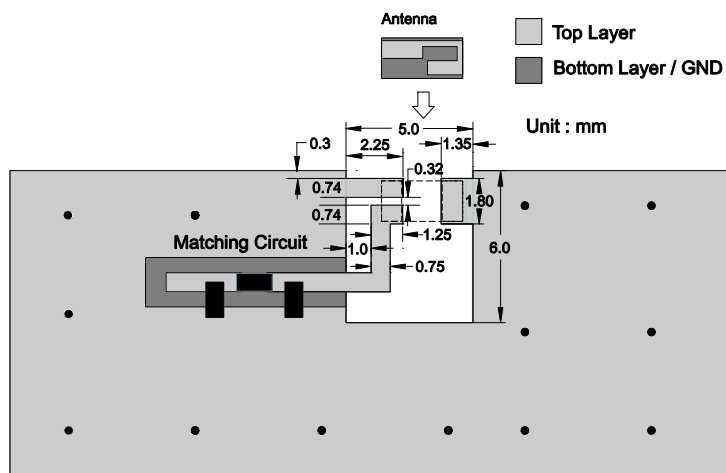 Antenna
Top Layer
Bottom Layer / GND
Unit : mm
5.0
0.3
2.25
1.35
0.32
0.74
0.74
1.80
Matching Circuit
1.25
1.0
6.0
0.75